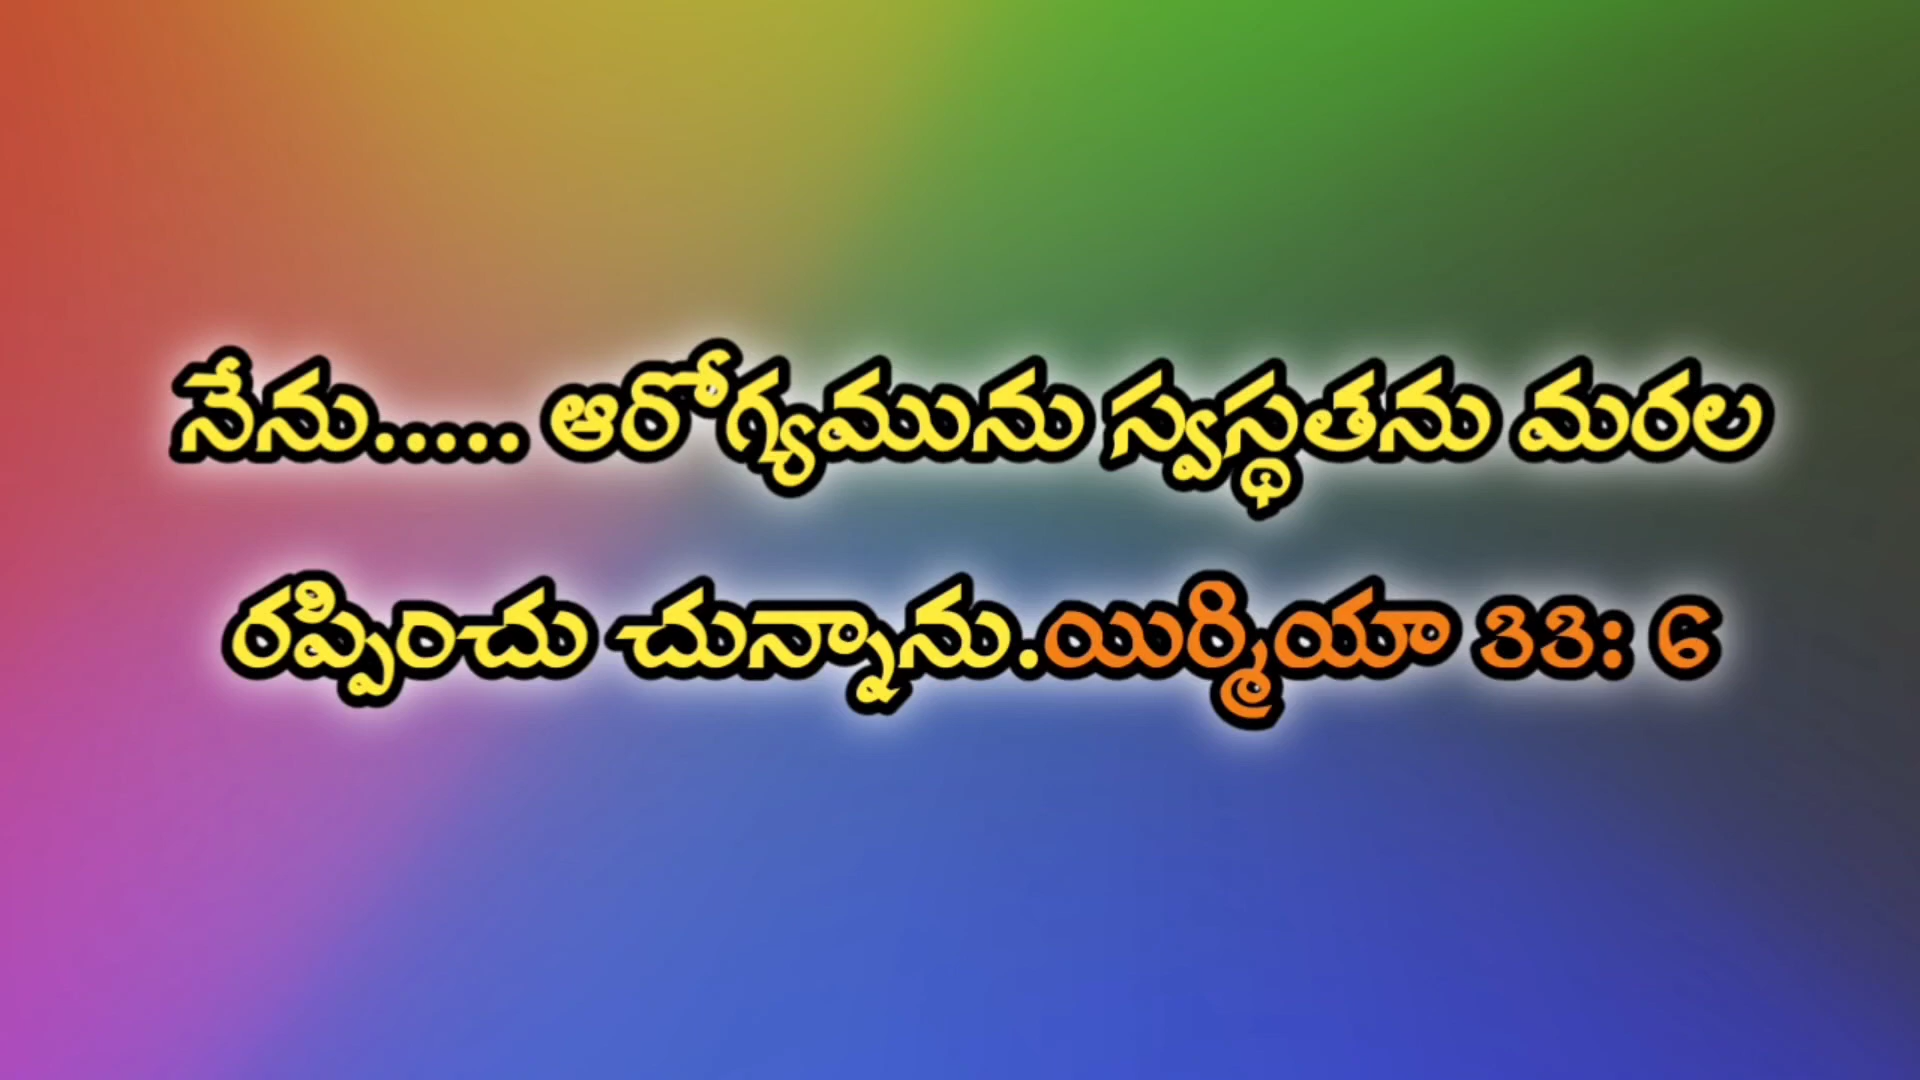 నేను..... ఆరోగ్యమును స్వస్థతను మరల
రప్పించు చున్నాను.యిర్మియా 33: 6